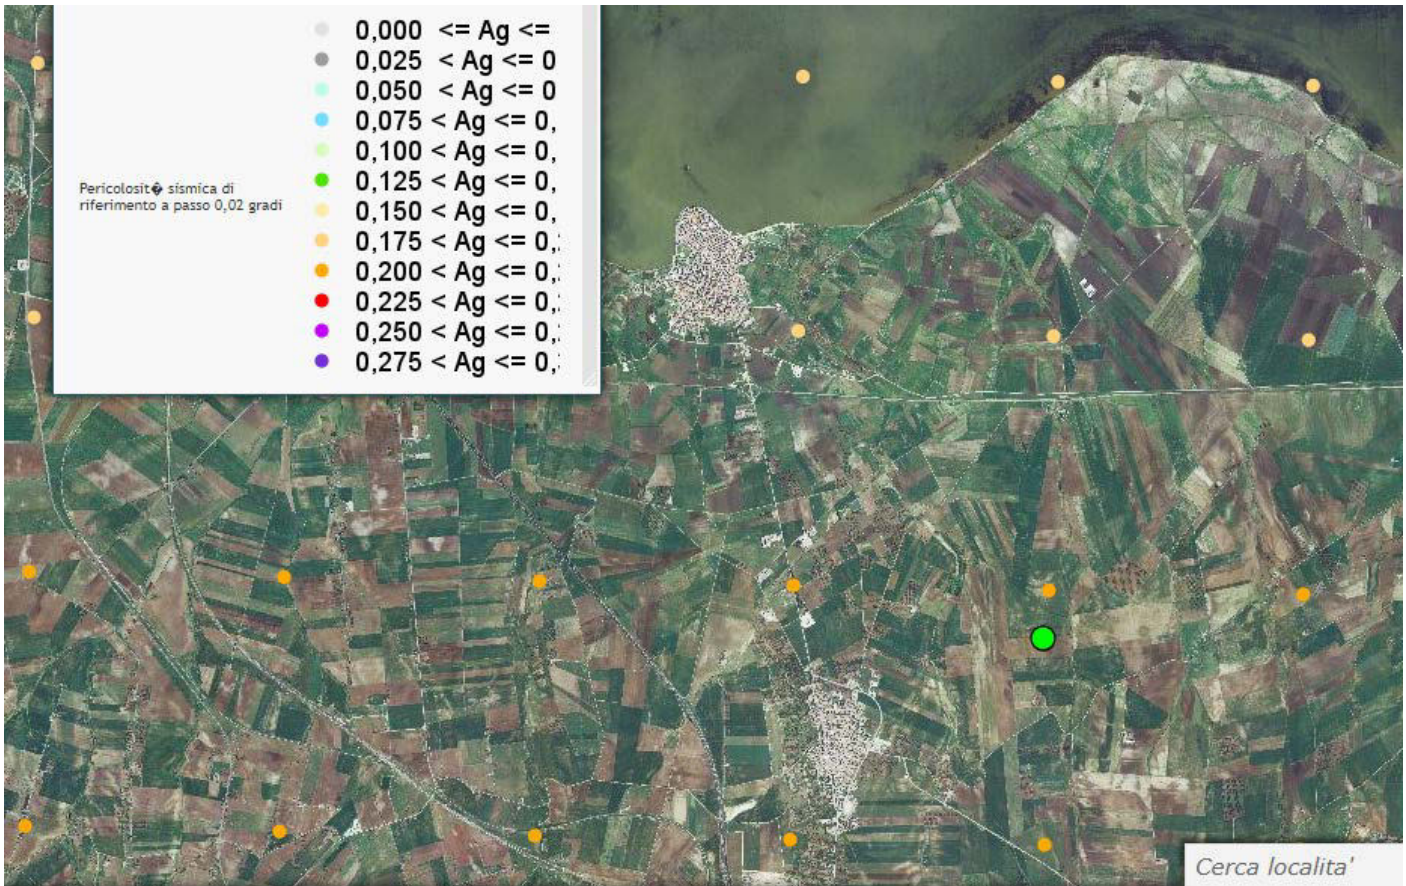 0,000 <= Ag <=
0,025 < Ag <= 0
0,050 < Ag <= 0
0,075 < Ag <= 0,
0,100 < Ag <= 0,
0,125 < Ag <= 0,
0,150 < Ag <= 0,
0,175 < Ag <= 0,
0,200 < Ag <= 0,
0,225 < Ag <= 0,
0,250 < Ag <= 0,
0,275 < Ag <= 0,
Pericolosit� sismica di
riferimento a passo 0,02 gradi
Cerca localita'